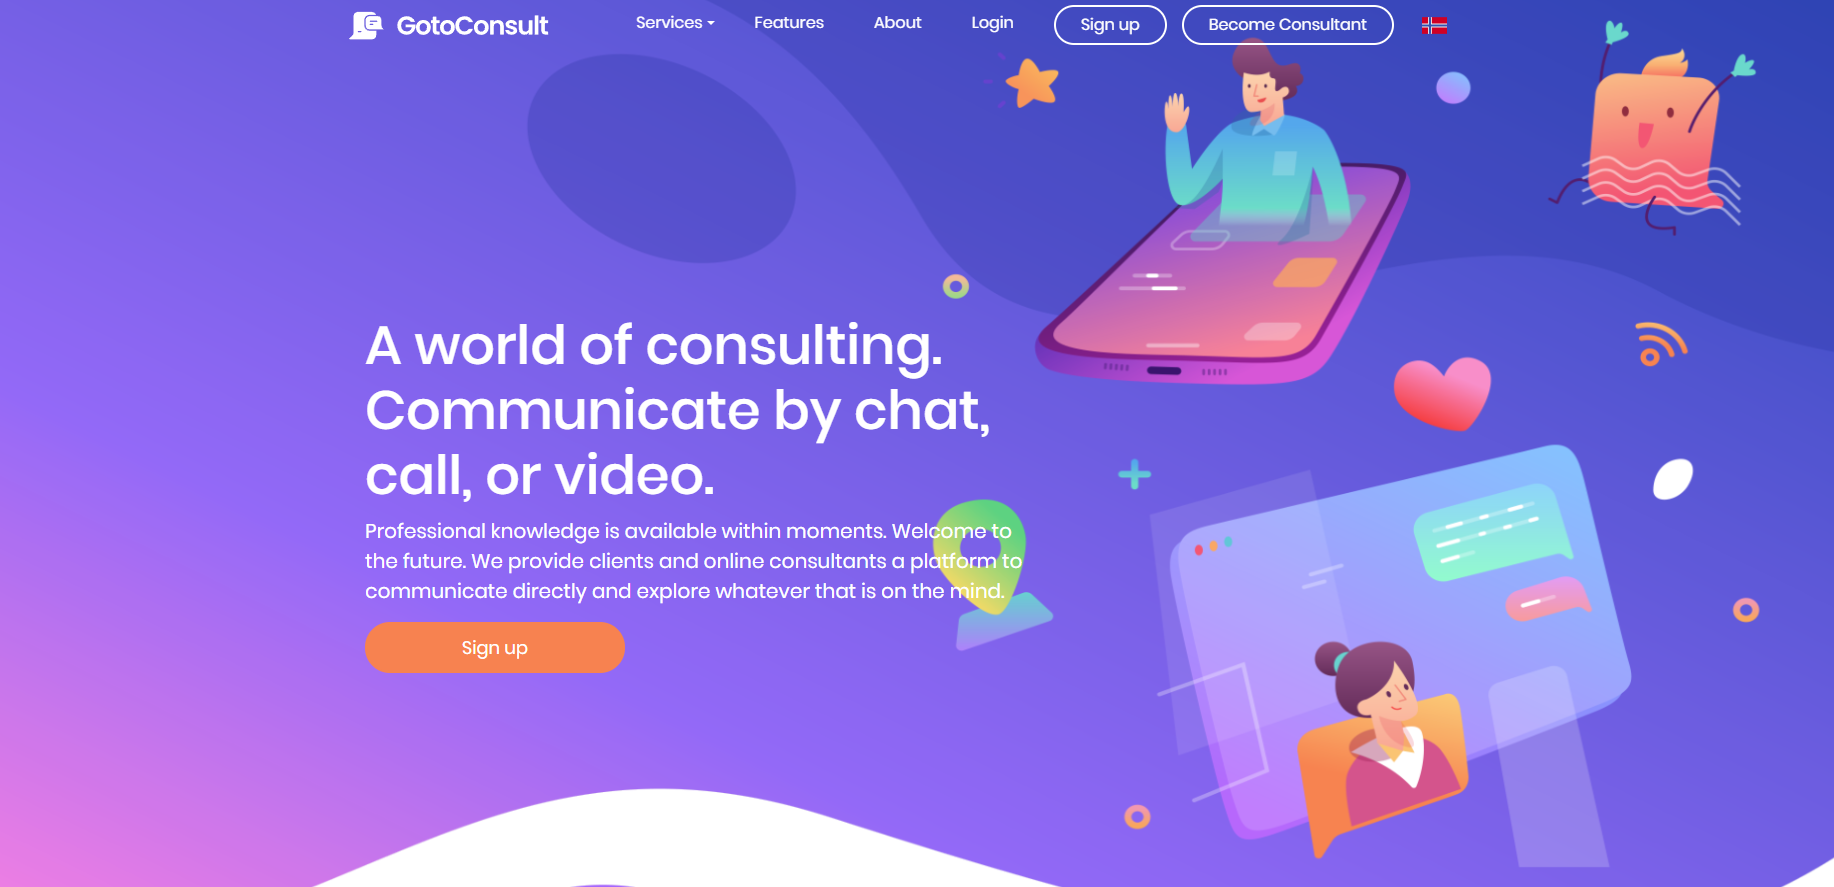 GotoConsult
Services
Features
About
Login
Sign up
Become Consultant
A world of consulting.
Communicate by chat,
call, or video.
Professional knowledge is available within moments. Welcome to
the future. We provide clients and online consultants a platform to
communicate directly and explore whatever that is on the mind.
Sign up